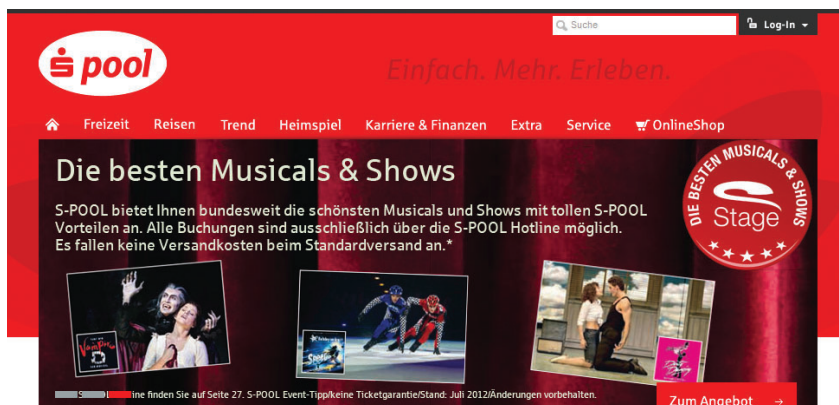 Suche
Log-In
S pool
Einfach. Mehr. Erleben.
Freizeit Reisen Trend Heimspiel Karriere & Finanzen Extra Service OnlineShop
Die besten Musicals & Shows
DIE BESTEN MUSICALS & SHOWS
Stage
S-POOL bietet Ihnen bundesweit die schönsten Musicals und Shows mit tollen S-POOL
Vorteilen an. Alle Buchungen sind ausschließlich über die S-POOL Hotline möglich.
Es fallen keine Versandkosten beim Standardversand an.*
Vampire
finden Sie auf Seite 27. S-POOL Event-Tipp/keine Ticketgarantie/Stand: Juli 2012/Änderungen vorbehalten.
Zum Angebot →